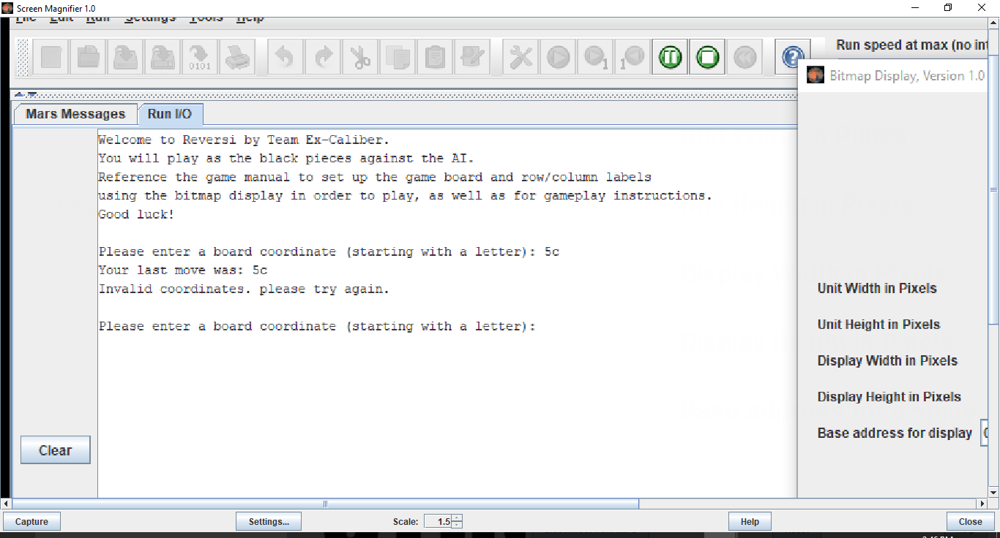 Screen Magnifier 1.0
File Edit Run Settings Tools Help
0101
1
1
Run speed at max (no int
Bitmap Display, Version 1.0
Mars Messages
Run I/O
Welcome to Reversi by Team Ex-Caliber.
You will play as the black pieces against the AI.
Reference the game manual to set up the game board and row/column labels
using the bitmap display in order to play, as well as for gameplay instructions.
Good luck!
Please enter a board coordinate (starting with a letter): 5c
Your last move was: 5c
Invalid coordinates. please try again.
Please enter a board coordinate (starting with a letter):
Unit Width in Pixels
Unit Height in Pixels
Display Width in Pixels
Display Height in Pixels
Base address for display
Clear
Capture
Settings...
Scale: 1.5
Help
Close